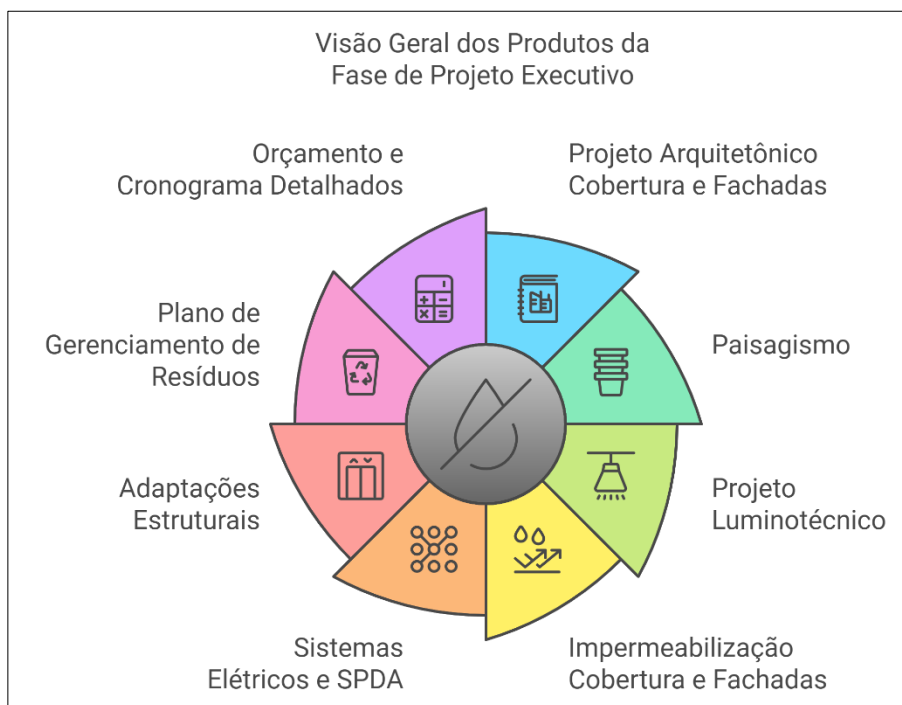 Visão Geral dos Produtos da
Fase de Projeto Executivo
Orçamento e
Cronograma Detalhados
Projeto Arquitetônico
Cobertura e Fachadas
Plano de
Gerenciamento de
Resíduos
Paisagismo
Adaptações
Estruturais
Projeto
Luminotécnico
Sistemas
Elétricos e SPDA
Impermeabilização
Cobertura e Fachadas